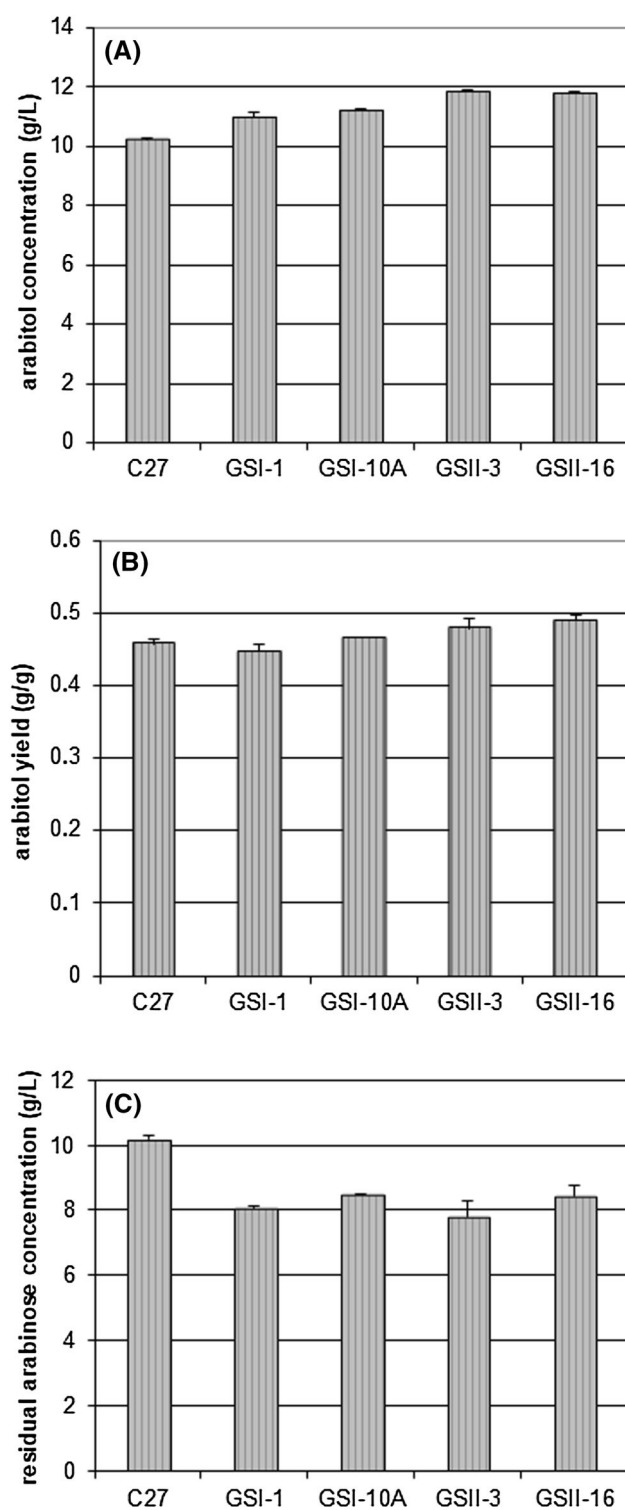 (A)
arabitol concentration (g/L)
14
12
10
8
6
4
2
0
C27 GSI-1 GSI-10A GSII-3 GSII-16
(B)
arabitol yield (g/g)
0.6
0.5
0.4
0.3
0.2
0.1
0
C27 GSI-1 GSI-10A GSII-3 GSII-16
(C)
residual arabinose concentration (g/L)
12
10
8
6
4
2
0
C27 GSI-1 GSI-10A GSII-3 GSII-16